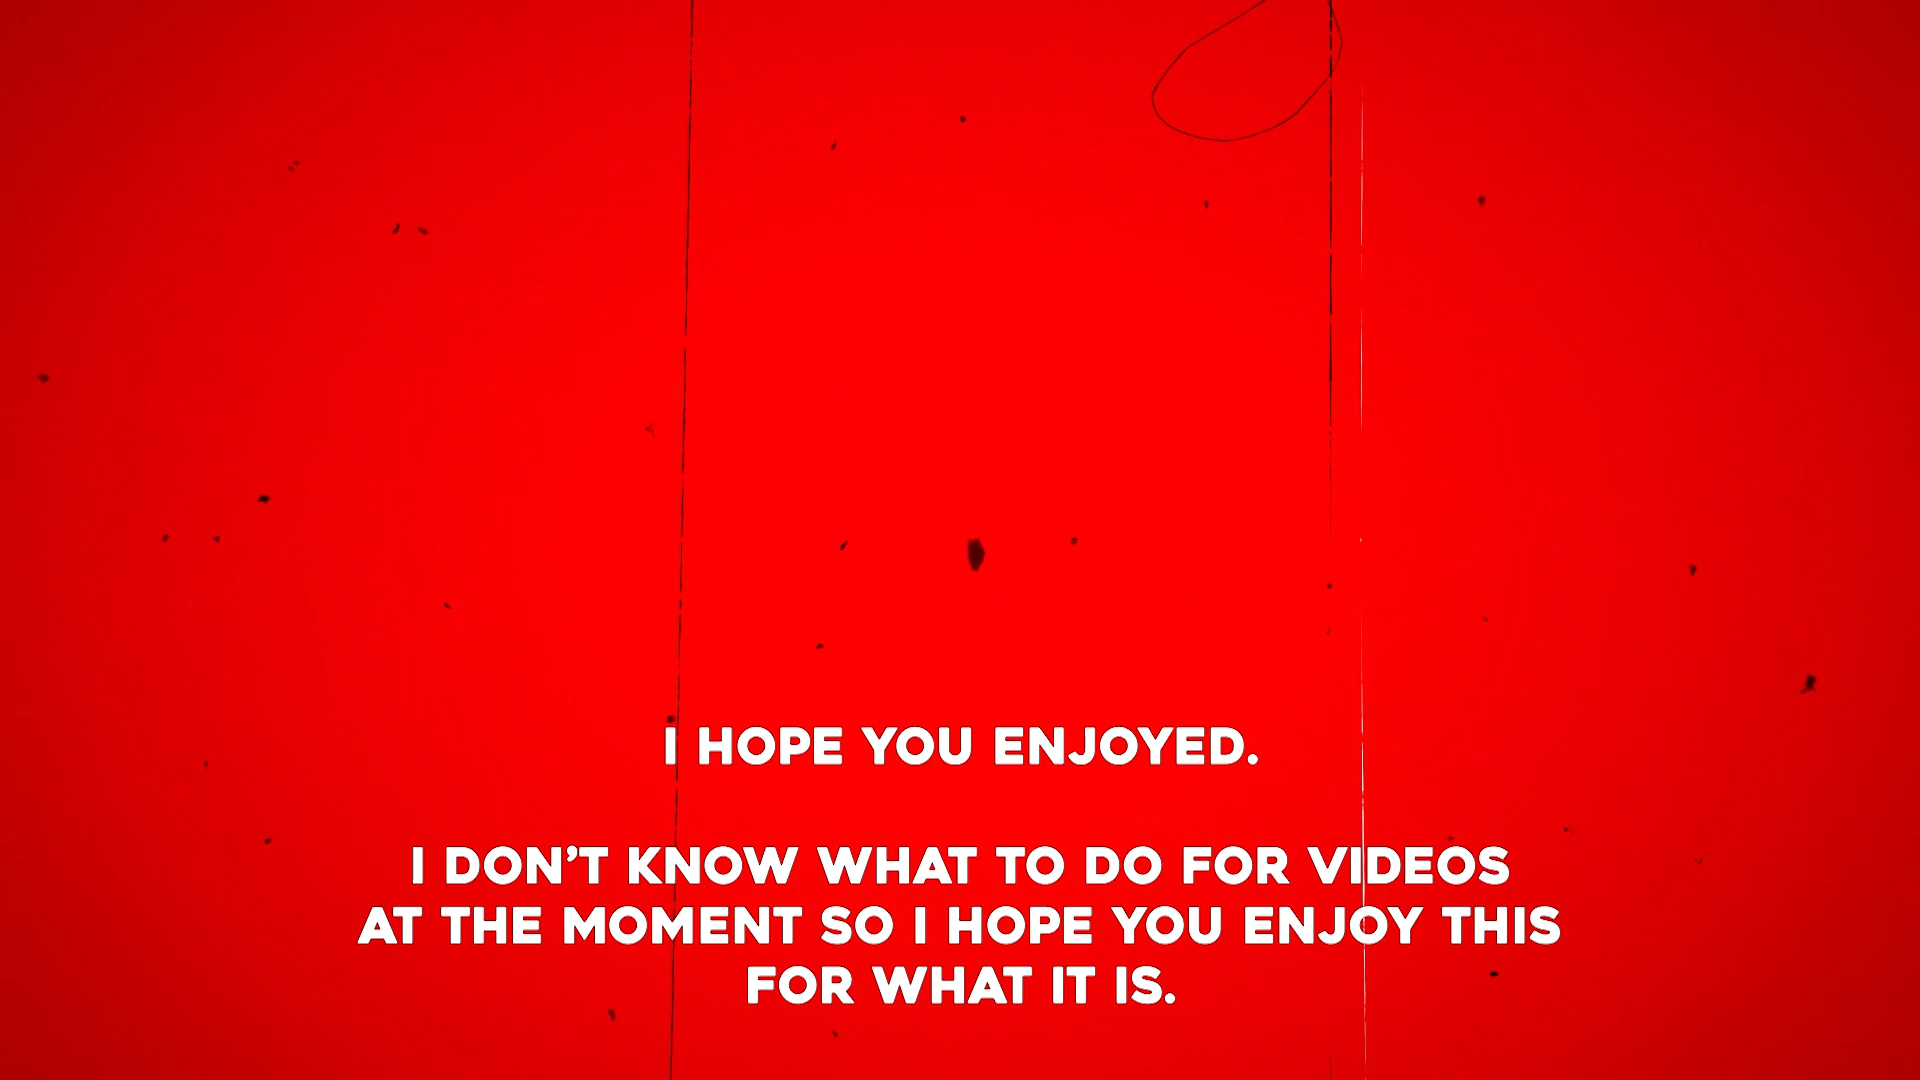 I HOPE YOU ENJOYED.
I DON'T KNOW WHAT TO DO FOR VIDEOS
AT THE MOMENT SO I HOPE YOU ENJOY THIS
FOR WHAT IT IS.